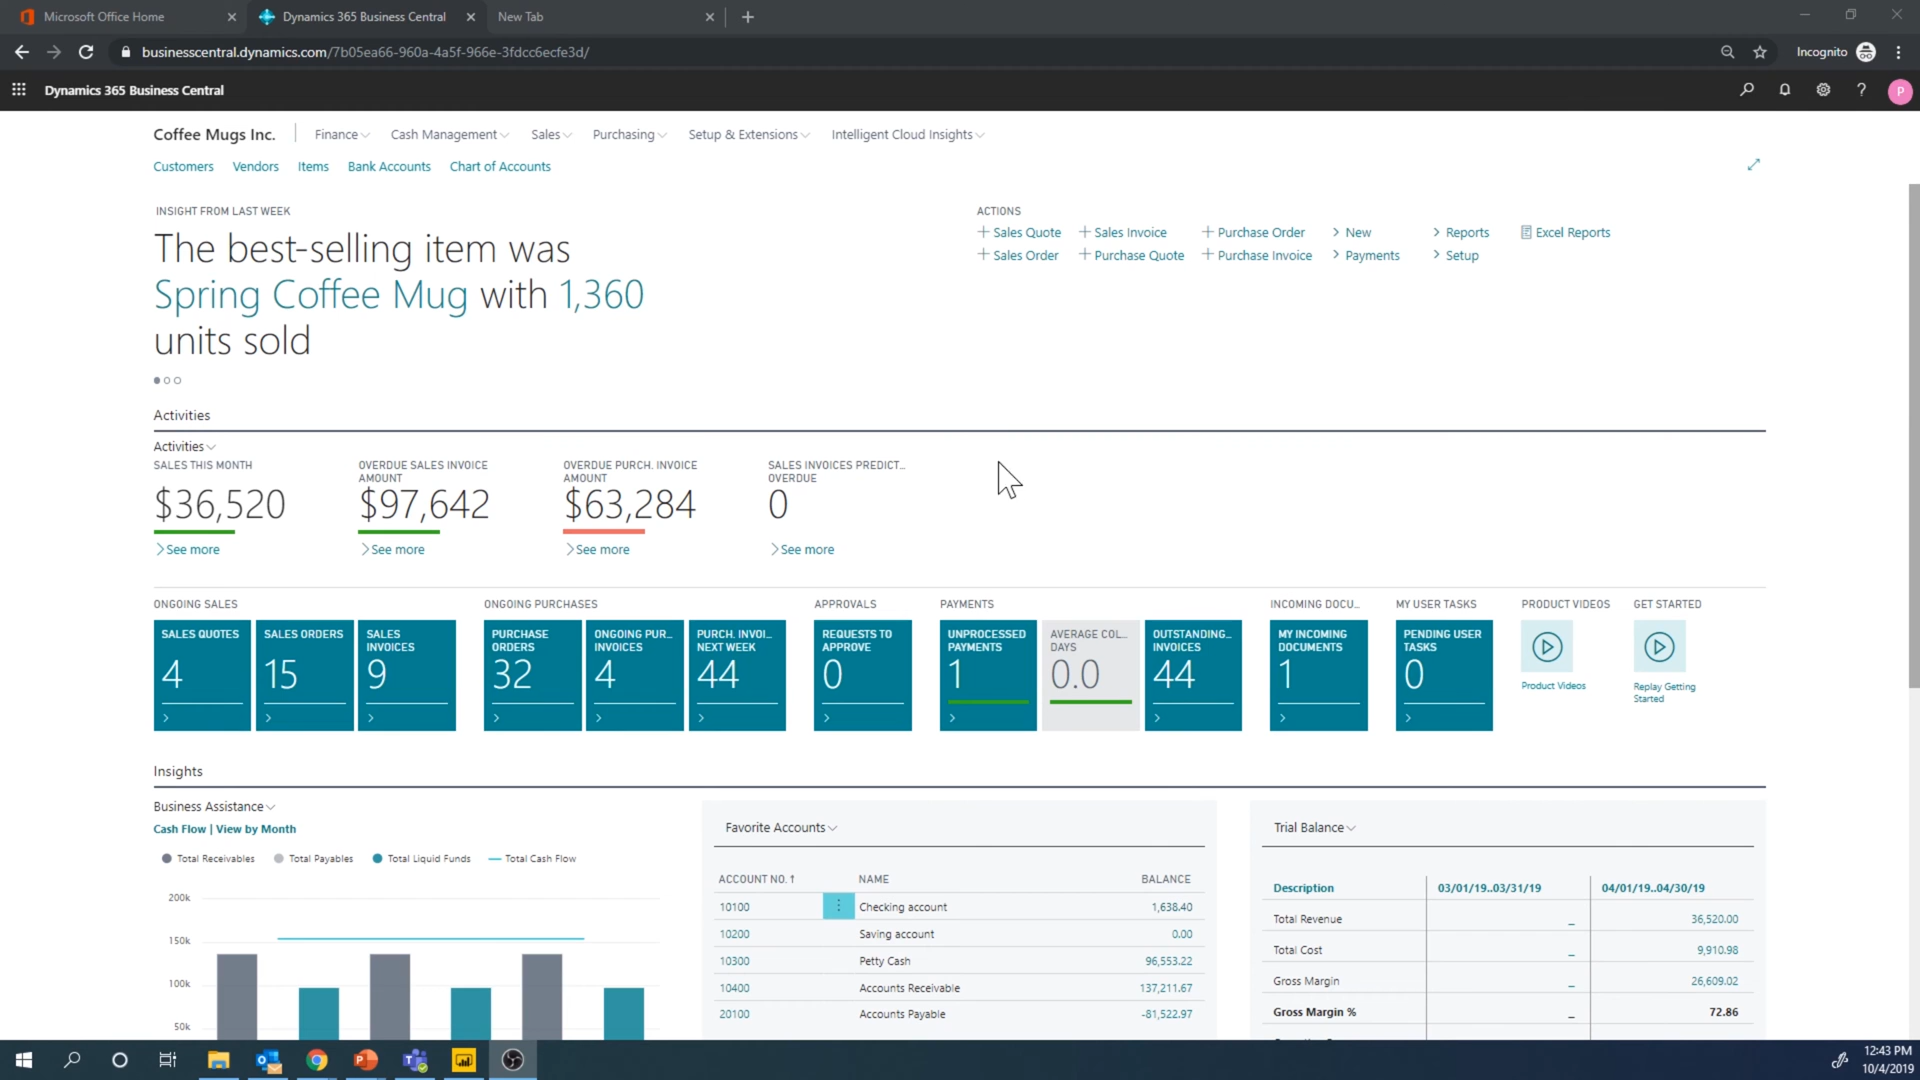 Microsoft Office Home
Dynamics 365 Business Central
New Tab
businesscentral.dynamics.com/7b05ea66-960a-4a5f-966e-3fdcc6ecfe3d/
Incognito
Dynamics 365 Business Central
P
Coffee Mugs Inc.
Finance
Cash Management
Sales
Purchasing
Setup & Extensions
Intelligent Cloud Insights
Customers
Vendors
Items
Bank Accounts
Chart of Accounts
INSIGHT FROM LAST WEEK
The best-selling item was
Spring Coffee Mug with 1,360
units sold
ACTIONS
+ Sales Quote
+ Sales Invoice
+ Purchase Order
> New
> Reports
Excel Reports
+ Sales Order
+ Purchase Quote
+ Purchase Invoice
> Payments
> Setup
Activities
Activities
SALES THIS MONTH
$36,520
>See more
OVERDUE SALES INVOICE
AMOUNT
$97,642
>See more
OVERDUE PURCH. INVOICE
AMOUNT
$63,284
>See more
SALES INVOICES PREDICT...
OVERDUE
0
>See more
ONGOING SALES
SALES QUOTES
4
SALES ORDERS
15
SALES
INVOICES
9
ONGOING PURCHASES
PURCHASE
ORDERS
32
ONGOING PUR...
INVOICES
4
PURCH. INVOI...
NEXT WEEK
44
APPROVALS
REQUESTS TO
APPROVE
0
PAYMENTS
UNPROCESSED
PAYMENTS
1
AVERAGE COL...
DAYS
0.0
OUTSTANDING...
INVOICES
44
INCOMING DOCU...
MY INCOMING
DOCUMENTS
1
MY USER TASKS
PENDING USER
TASKS
0
PRODUCT VIDEOS
Product Videos
GET STARTED
Replay Getting
Started
Insights
Business Assistance
Cash Flow | View by Month
Total Receivables
Total Payables
Total Liquid Funds
Total Cash Flow
200k
150k
100k
50k
Favorite Accounts
ACCOUNT NO. ↑ NAME BALANCE
10100 Checking account 1,638.40
10200 Saving account 0.00
10300 Petty Cash 96,553.22
10400 Accounts Receivable 137,211.67
20100 Accounts Payable -81,522.97
Trial Balance
Description 03/01/19..03/31/19 04/01/19..04/30/19
Total Revenue _ 36,520.00
Total Cost _ 9,910.98
Gross Margin _ 26,609.02
Gross Margin % _ 72.86
12:43 PM
10/4/2019